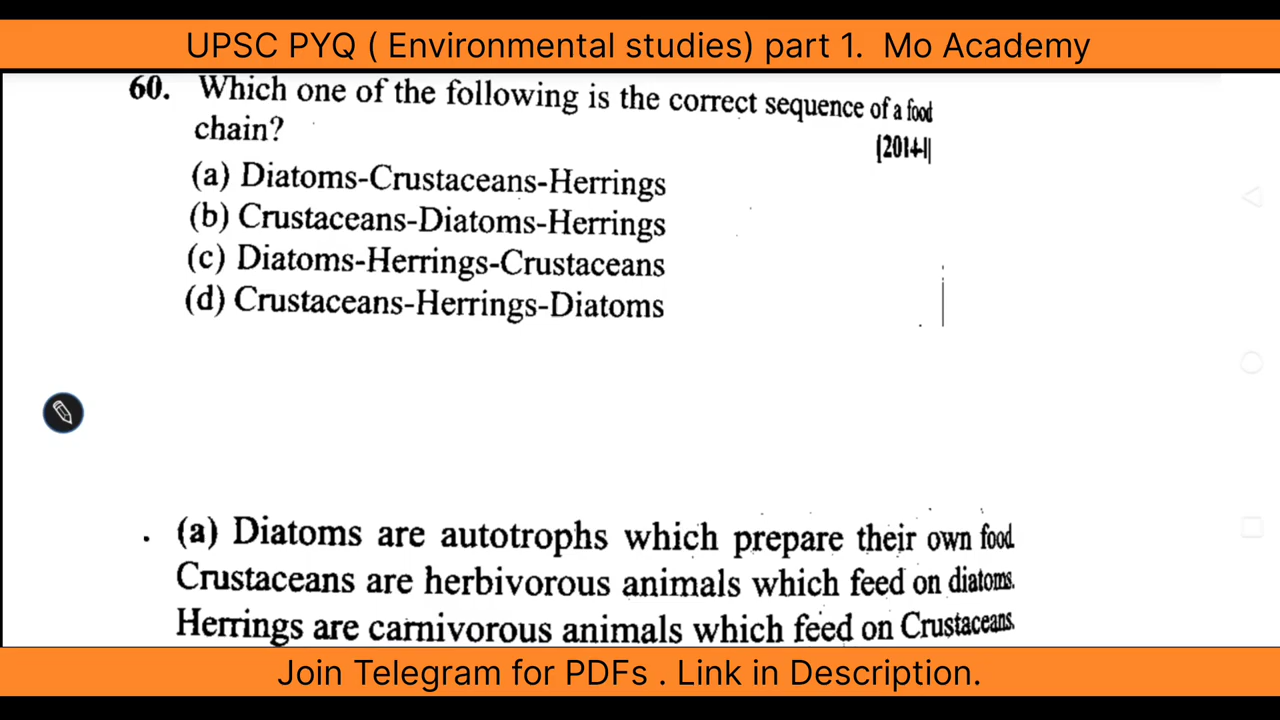 UPSC PYQ ( Environmental studies) part 1. Mo Academy
60. Which one of the following is the correct sequence of a food
chain?
[2014-I]
(a) Diatoms-Crustaceans-Herrings
(b) Crustaceans-Diatoms-Herrings
(c) Diatoms-Herrings-Crustaceans
(d) Crustaceans-Herrings-Diatoms
(a) Diatoms are autotrophs which prepare their own food.
Crustaceans are herbivorous animals which feed on diatoms.
Herrings are carnivorous animals which feed on Crustaceans.
Join Telegram for PDFs . Link in Description.